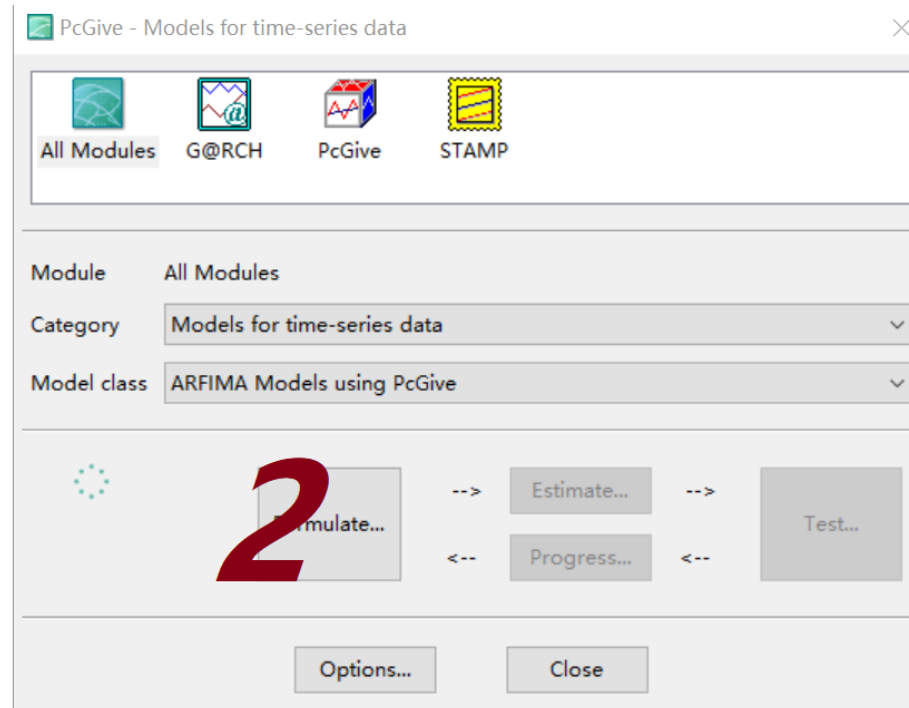 PcGive - Models for time-series data
All Modules G@RCH PcGive STAMP
Module All Modules
Category Models for time-series data
Model class ARFIMA Models using PcGive
2
mulate... --> Estimate... --> Test...
<-- Progress... <--
Options... Close